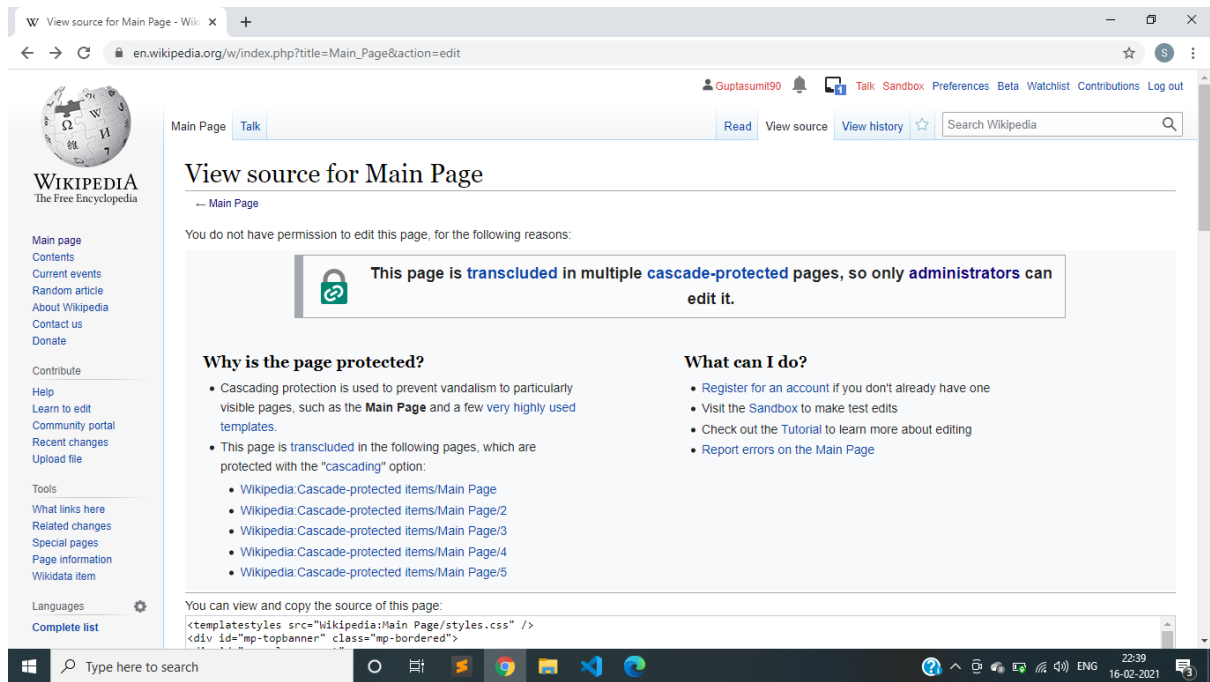 View source for Main Page - Wiki
en.wikipedia.org/w/index.php?title=Main_Page&action=edit
S
Guptasumit90 1 Talk Sandbox Preferences Beta Watchlist Contributions Log out
Main Page Talk Read View source View history Search Wikipedia
WIKIPEDIA
The Free Encyclopedia
Main page
Contents
Current events
Random article
About Wikipedia
Contact us
Donate
Contribute
Help
Learn to edit
Community portal
Recent changes
Upload file
Tools
What links here
Related changes
Special pages
Page information
Wikidata item
Languages
Complete list
View source for Main Page
← Main Page
You do not have permission to edit this page, for the following reasons:
This page is transcluded in multiple cascade-protected pages, so only administrators can
edit it.
Why is the page protected?
• Cascading protection is used to prevent vandalism to particularly
visible pages, such as the Main Page and a few very highly used
templates.
• This page is transcluded in the following pages, which are
protected with the "cascading" option:
• Wikipedia:Cascade-protected items/Main Page
• Wikipedia:Cascade-protected items/Main Page/2
• Wikipedia:Cascade-protected items/Main Page/3
• Wikipedia:Cascade-protected items/Main Page/4
• Wikipedia:Cascade-protected items/Main Page/5
What can I do?
• Register for an account if you don't already have one
• Visit the Sandbox to make test edits
• Check out the Tutorial to learn more about editing
• Report errors on the Main Page
You can view and copy the source of this page:
<templatestyles src="Wikipedia:Main Page/styles.css" />
<div id="mp-topbanner" class="mp-bordered">
Type here to search
ENG
22:39
16-02-2021
3